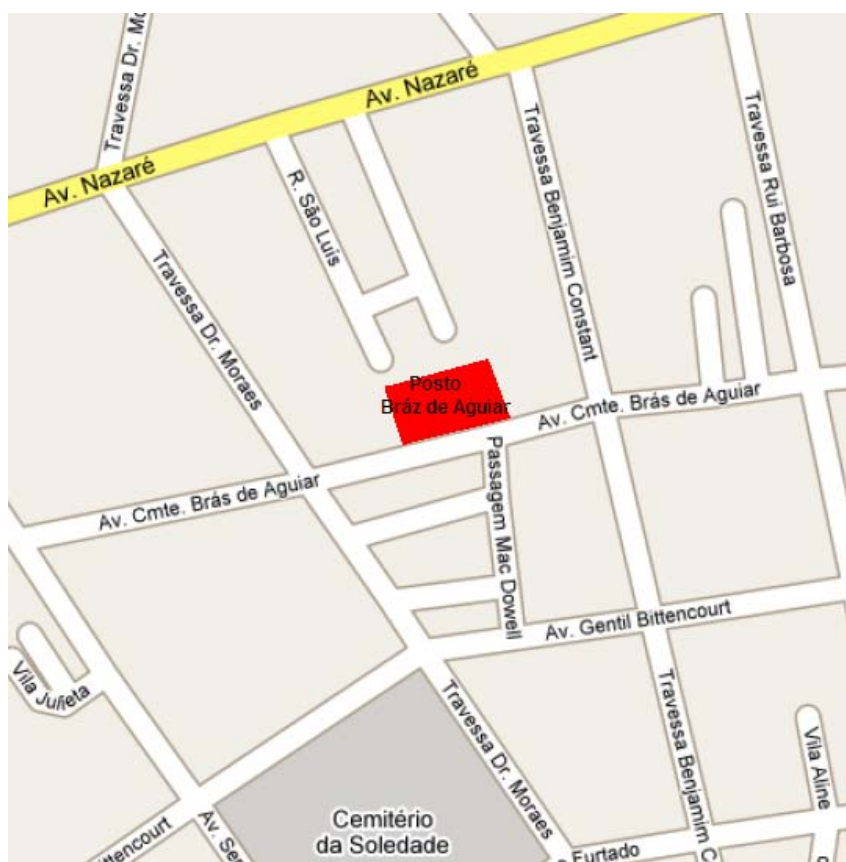 Travessa Dr. Mo
Av. Nazaré
Av. Nazaré
R. São Luís
Travessa Benjamim Constant
Travessa Rui Barbosa
Travessa Dr. Moraes
Posto
Bráz de Aguiar
Av. Cmte. Brás de Aguiar
Av. Cmte. Brás de Aguiar
Passagem Mac Dowell
Av. Gentil Bittencourt
Vila Julieta
Travessa Dr. Moraes
Travessa Benjamim C
Vila Aline
Cemitério
da Soledade
ttencourt
Av. Ser
Furtado